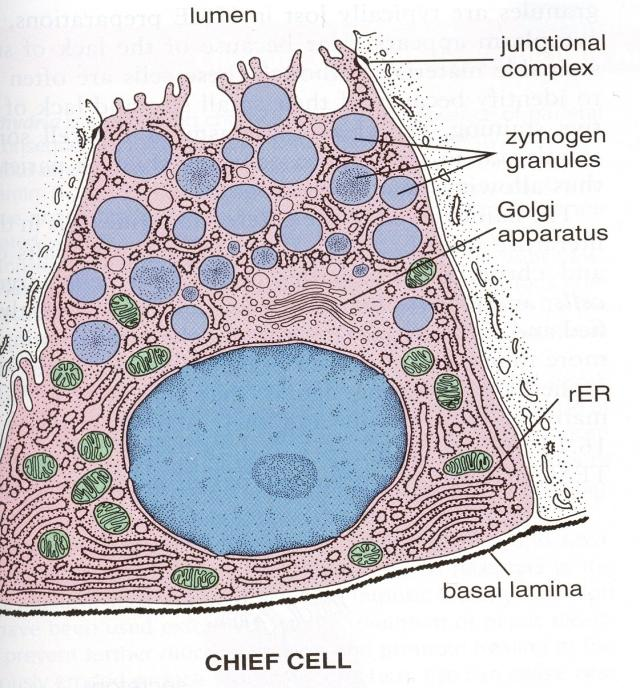 lumen
junctional
complex
zymogen
granules
Golgi
apparatus
rER
basal lamina
CHIEF CELL